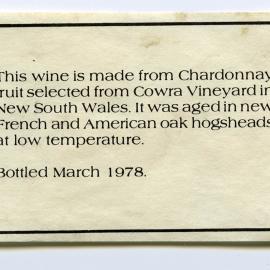 This wine is made from Chardonnay
fruit selected from Cowra Vineyard in
New South Wales. It was aged in new
French and American oak hogsheads
at low temperature.
Bottled March 1978.